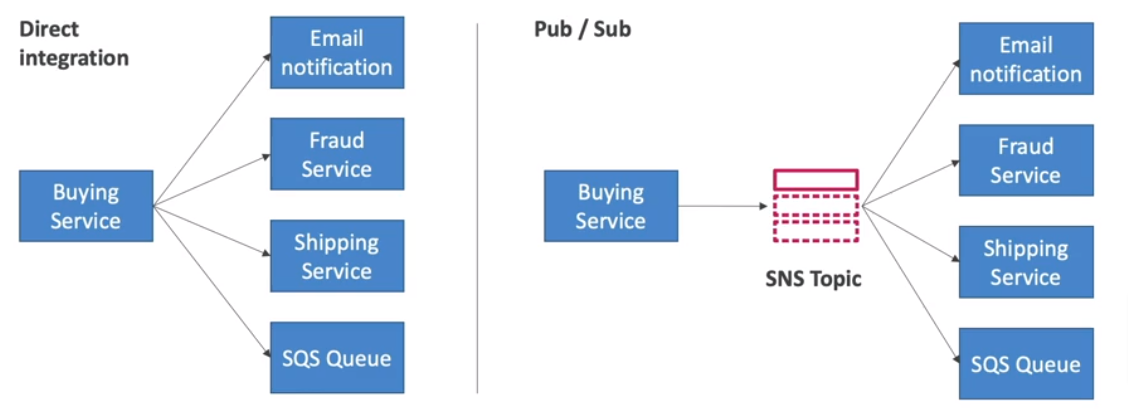 Direct
integration
Email
notification
Fraud
Service
Buying
Service
Shipping
Service
SQS Queue
Pub / Sub
Email
notification
Fraud
Service
Buying
Service
SNS Topic
Shipping
Service
SQS Queue